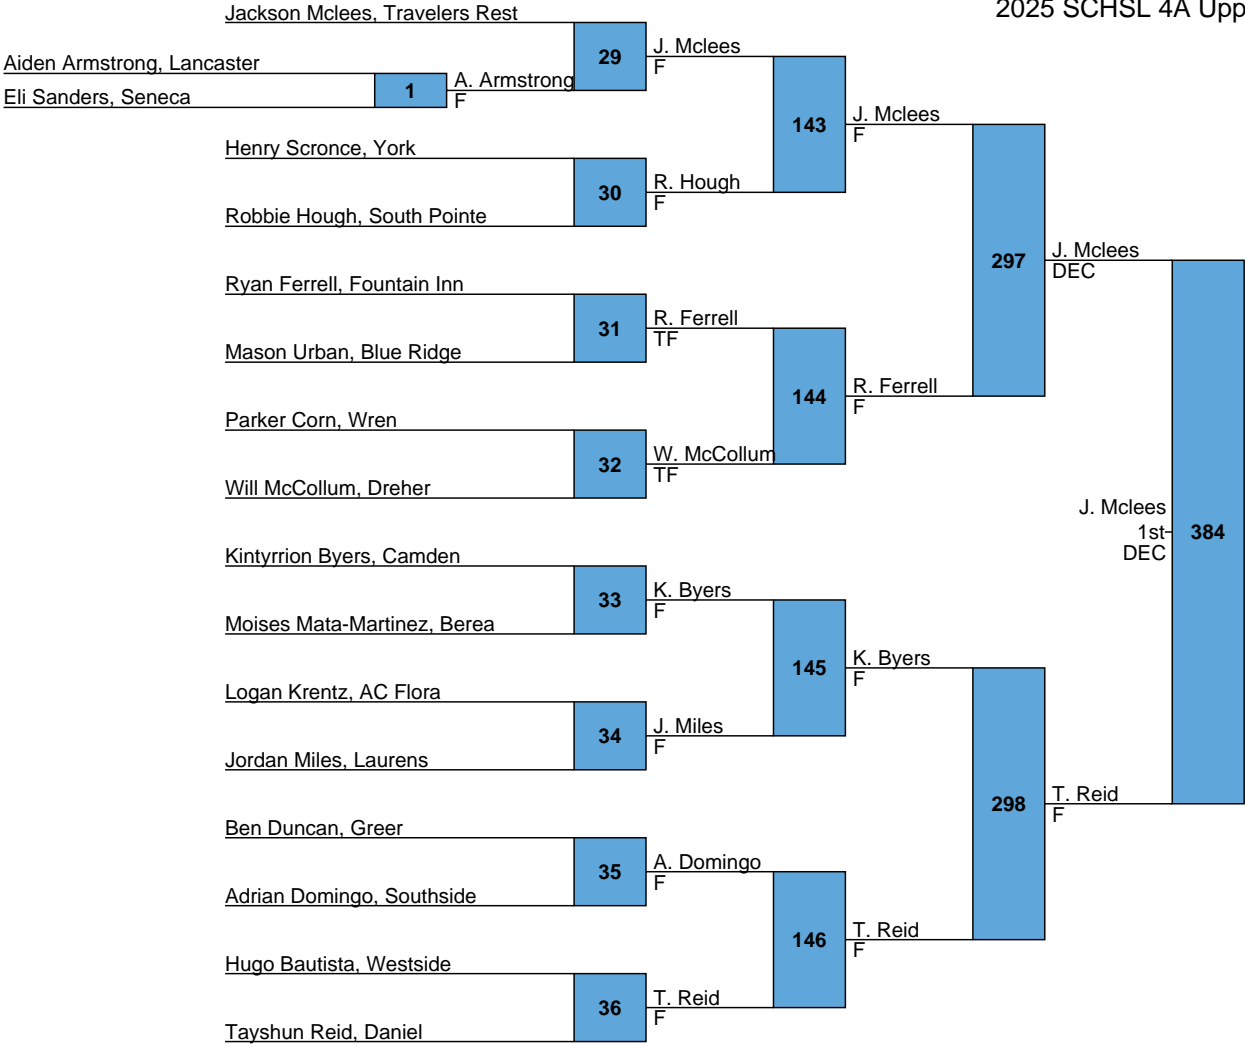 2025 SCHSL 4A Upp
Jackson Mclees, Travelers Rest
29
J. Mclees
F
Aiden Armstrong, Lancaster
1
A. Armstrong
F
Eli Sanders, Seneca
143
J. Mclees
F
Henry Scronce, York
30
R. Hough
F
Robbie Hough, South Pointe
297
J. Mclees
DEC
Ryan Ferrell, Fountain Inn
31
R. Ferrell
TF
Mason Urban, Blue Ridge
144
R. Ferrell
F
Parker Corn, Wren
32
W. McCollum
TF
Will McCollum, Dreher
J. Mclees
1st
DEC
384
Kintyrrion Byers, Camden
33
K. Byers
F
Moises Mata-Martinez, Berea
145
K. Byers
F
Logan Krentz, AC Flora
34
J. Miles
F
Jordan Miles, Laurens
298
T. Reid
F
Ben Duncan, Greer
35
A. Domingo
F
Adrian Domingo, Southside
146
T. Reid
F
Hugo Bautista, Westside
36
T. Reid
F
Tayshun Reid, Daniel